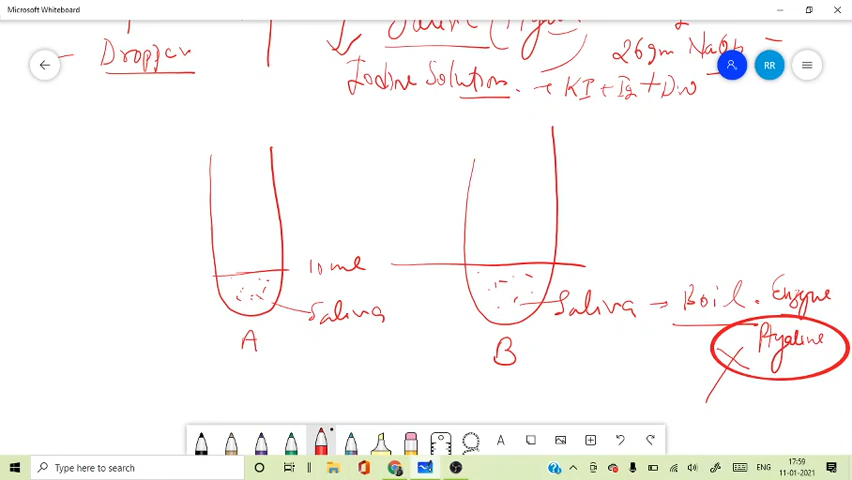 Microsoft Whiteboard
Dropper
Iodine Solution. → KI + I2 + Dw
26gm NaCl =
RR
10 ml
Saliva
A
Saliva → Boil. Enzyme
Ptyaline
B
A
Type here to search
ENG
17:59
11-01-2021